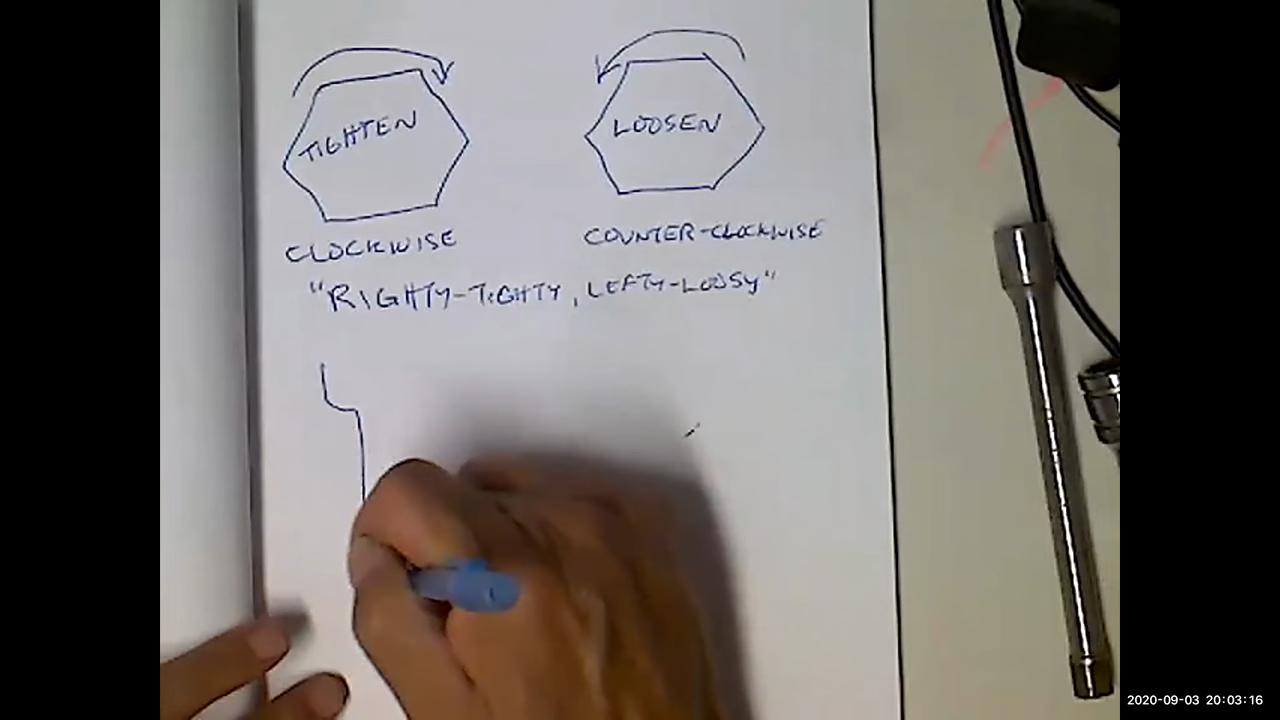 TIGHTEN
LOOSEN
CLOCKWISE
COUNTER-CLOCKWISE
"RIGHTY-TIGHTY, LEFTY-LOOSY"
2020-09-03 20:03:16